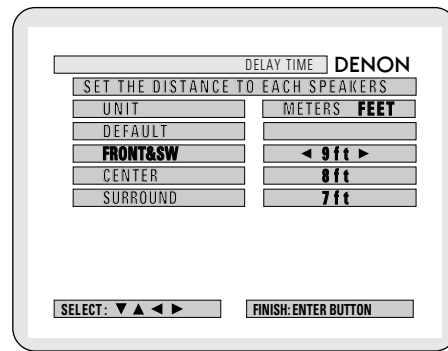 DELAY TIME DENON
SET THE DISTANCE TO EACH SPEAKERS
UNIT METERS FEET
DEFAULT
FRONT&SW ◄ 9ft ►
CENTER 8ft
SURROUND 7ft
SELECT: ▼ ▲ ◄ ► FINISH: ENTER BUTTON